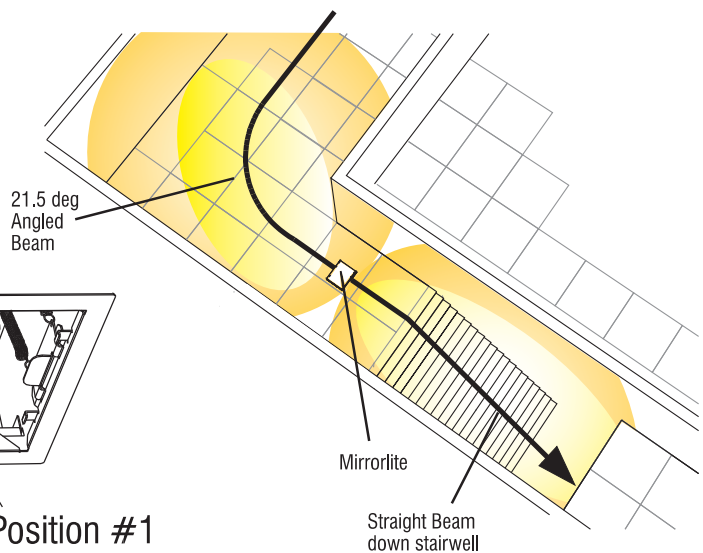 21.5 deg
Angled
Beam
Mirrorlite
Straight Beam
down stairwell
Position #1